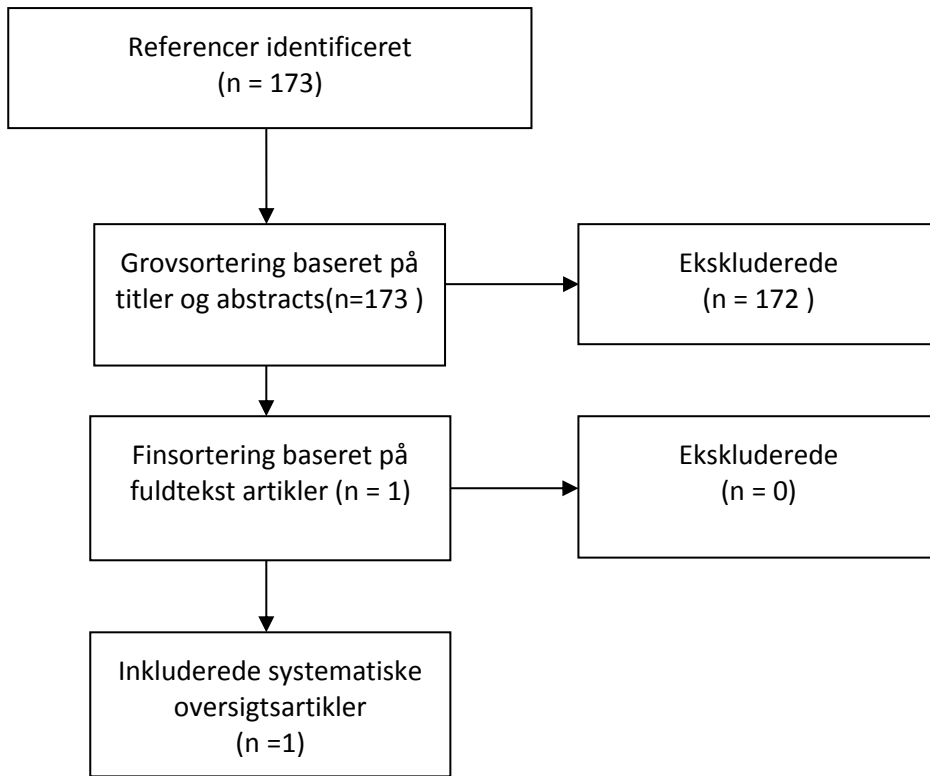 Referencer identificeret
(n = 173)
Grovsortering baseret på
titler og abstracts(n=173 )
Ekskluderede
(n = 172 )
Finsortering baseret på
fuldtekst artikler (n = 1)
Ekskluderede
(n = 0)
Inkluderede systematiske
oversigtsartikler
(n =1)